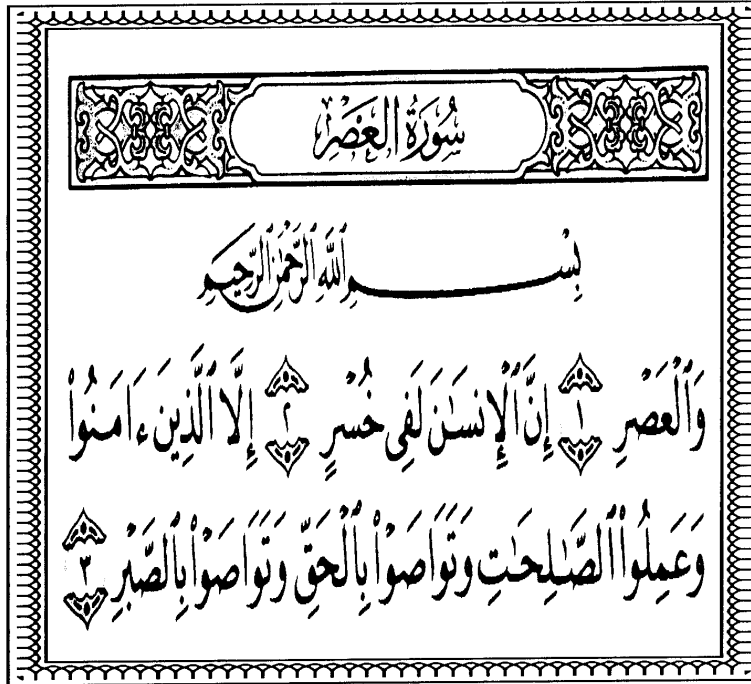 سُورَةُ العَصْرِ
بِسْمِ ٱللَّهِ ٱلرَّحْمَٰنِ ٱلرَّحِيمِ
وَٱلْعَصْرِ ١ إِنَّ ٱلْإِنسَٰنَ لَفِى خُسْرٍ ٢ إِلَّا ٱلَّذِينَ ءَامَنُوا۟
وَعَمِلُوا۟ ٱلصَّٰلِحَٰتِ وَتَوَاصَوْا۟ بِٱلْحَقِّ وَتَوَاصَوْا۟ بِٱلصَّبْرِ ٣